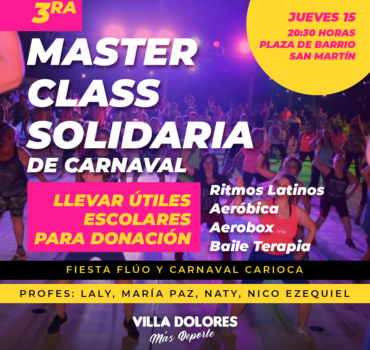 3RA
MASTER
CLASS
SOLIDARIA
DE CARNAVAL
JUEVES 15
20:30 HORAS
PLAZA DE BARRIO
SAN MARTÍN
LLEVAR ÚTILES
ESCOLARES
PARA DONACIÓN
Ritmos Latinos
Aeróbica
Aerobox
Baile Terapia
FIESTA FLÚO Y CARNAVAL CARIOCA
PROFES: LALY, MARÍA PAZ, NATY, NICO EZEQUIEL
VILLA DOLORES
Más Deporte